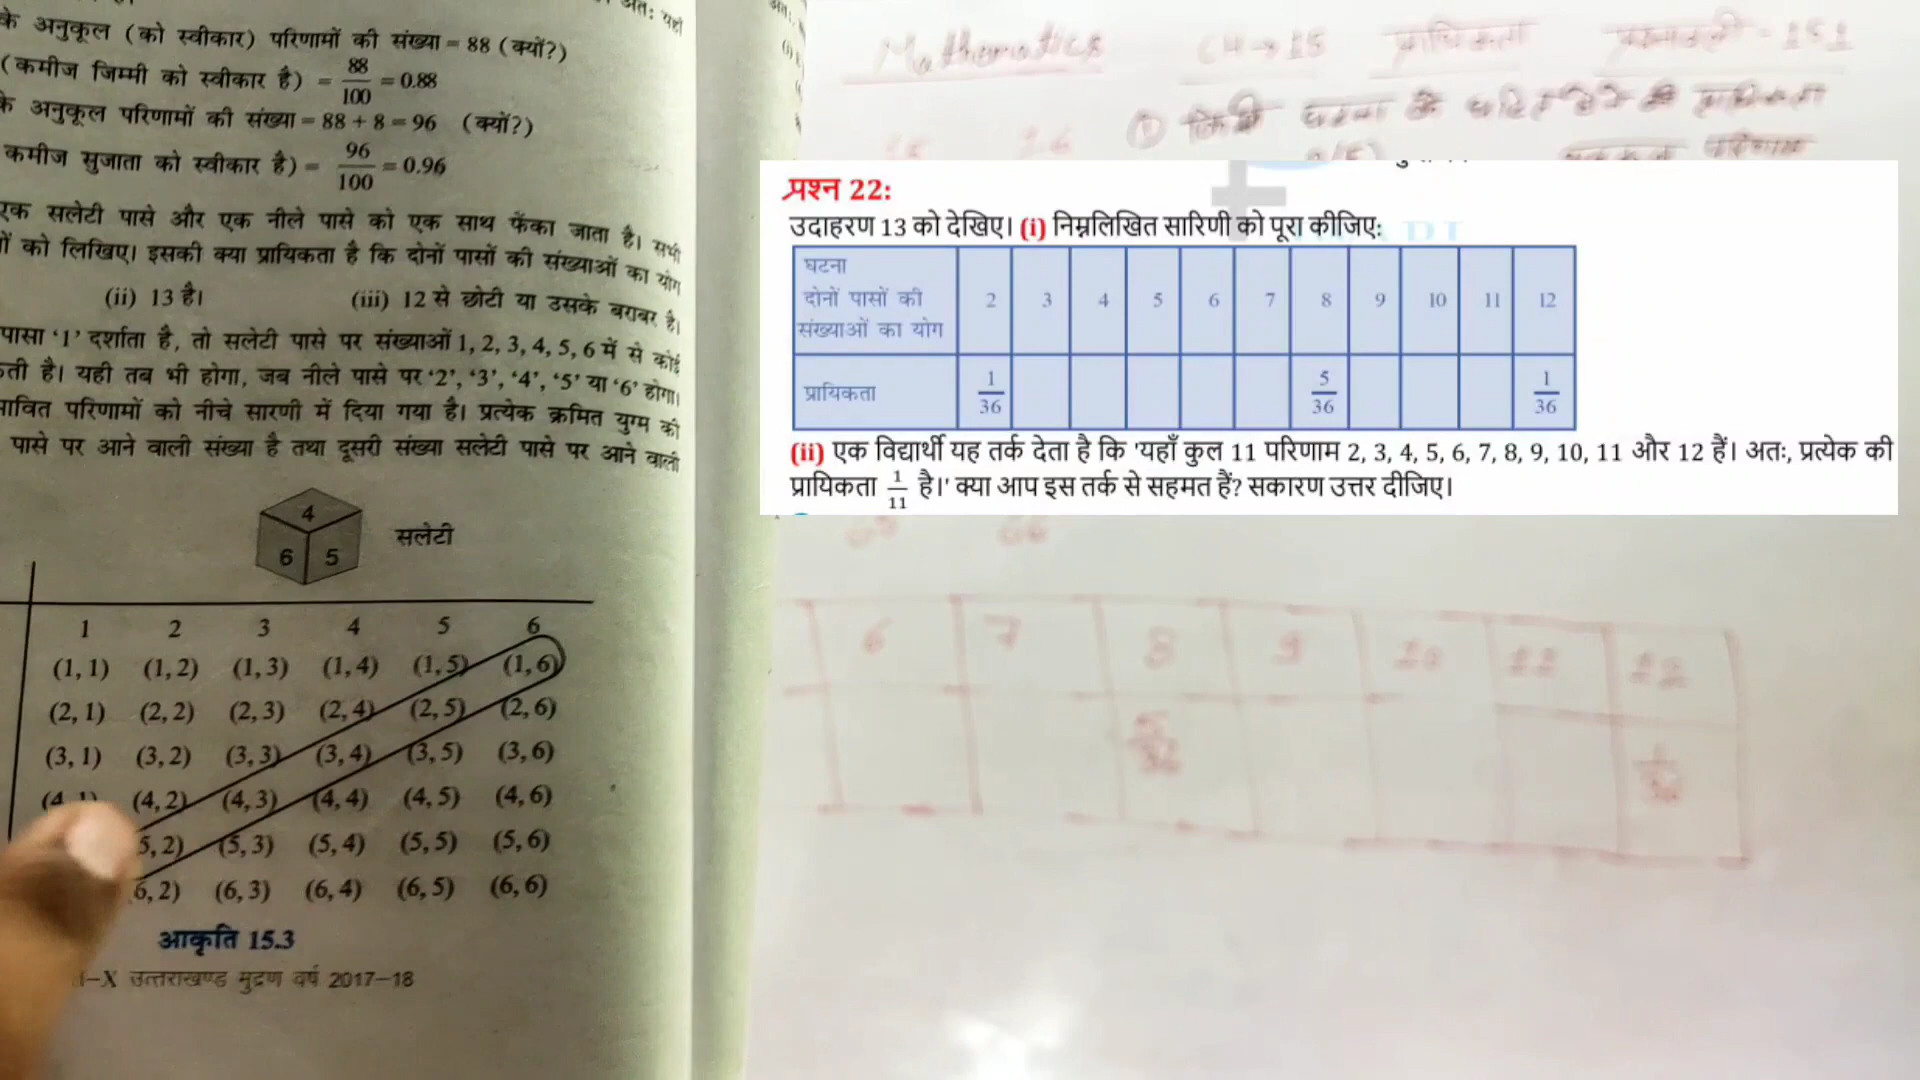 के अनुकूल (को स्वीकार) परिणामों की संख्या = 88 (क्यों?)
(कमीज जिम्मी को स्वीकार है) = 88/100 = 0.88
के अनुकूल परिणामों की संख्या = 88 + 8 = 96 (क्यों?)
कमीज सुजाता को स्वीकार है) = 96/100 = 0.96
एक सलेटी पासे और एक नीले पासे को एक साथ फेंका जाता है। सभी
को लिखिए। इसकी क्या प्रायिकता है कि दोनों पासों की संख्याओं का योग
(ii) 13 है। (iii) 12 से छोटी या उसके बराबर है।
पासा ‘1’ दर्शाता है, तो सलेटी पासे पर संख्याओं 1, 2, 3, 4, 5, 6 में से कोई
है। यही तब भी होगा, जब नीले पासे पर ‘2’, ‘3’, ‘4’, ‘5’ या ‘6’ होगा।
परिणामों को नीचे सारणी में दिया गया है। प्रत्येक क्रमित युग्म की
पासे पर आने वाली संख्या है तथा दूसरी संख्या सलेटी पासे पर आने वाली
4
6 5
सलेटी
1 2 3 4 5 6
(1, 1) (1, 2) (1, 3) (1, 4) (1, 5) (1, 6)
(2, 1) (2, 2) (2, 3) (2, 4) (2, 5) (2, 6)
(3, 1) (3, 2) (3, 3) (3, 4) (3, 5) (3, 6)
(4, 1) (4, 2) (4, 3) (4, 4) (4, 5) (4, 6)
5, 2) (5, 3) (5, 4) (5, 5) (5, 6)
6, 2) (6, 3) (6, 4) (6, 5) (6, 6)
आकृति 15.3
-X उत्तराखण्ड मुद्रण वर्ष 2017-18
Mathematics CH → 15 प्रायिकता प्रश्नावली - 15.1
प्रश्न 22:
उदाहरण 13 को देखिए। (i) निम्नलिखित सारिणी को पूरा कीजिए:
घटना
दोनों पासों की 2 3 4 5 6 7 8 9 10 11 12
संख्याओं का योग
प्रायिकता 1/36 5/36 1/36
(ii) एक विद्यार्थी यह तर्क देता है कि 'यहाँ कुल 11 परिणाम 2, 3, 4, 5, 6, 7, 8, 9, 10, 11 और 12 हैं। अतः, प्रत्येक की
प्रायिकता 1/11 है।' क्या आप इस तर्क से सहमत हैं? सकारण उत्तर दीजिए।
6 7 8 9 10 11 12
5/36 1/36